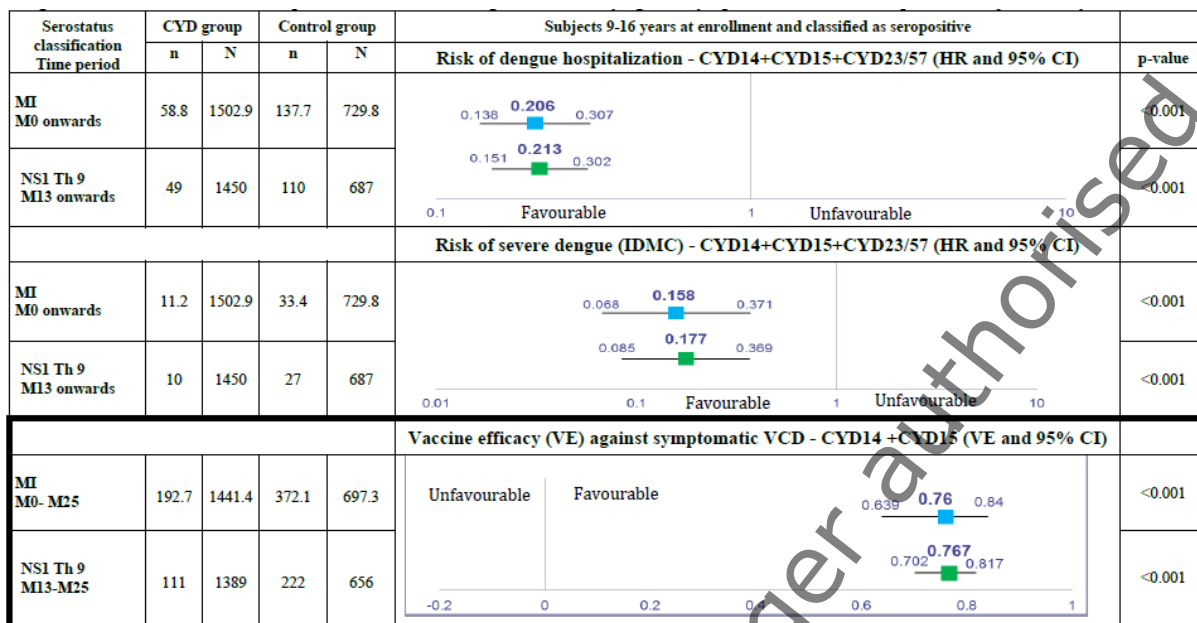 Serostatus classification Time period | CYD group | Control group | Subjects 9-16 years at enrollment and classified as seropositive
n | N | n | N | Risk of dengue hospitalization - CYD14+CYD15+CYD23/57 (HR and 95% CI) | p-value
MI M0 onwards | 58.8 | 1502.9 | 137.7 | 729.8 | 0.138 0.206 0.307 | <0.001
NS1 Th 9 M13 onwards | 49 | 1450 | 110 | 687 | 0.151 0.213 0.302 | <0.001
0.1 Favourable 1 Unfavourable 10
Risk of severe dengue (IDMC) - CYD14+CYD15+CYD23/57 (HR and 95% CI)
MI M0 onwards | 11.2 | 1502.9 | 33.4 | 729.8 | 0.068 0.158 0.371 | <0.001
NS1 Th 9 M13 onwards | 10 | 1450 | 27 | 687 | 0.085 0.177 0.369 | <0.001
0.01 0.1 Favourable 1 Unfavourable 10
Vaccine efficacy (VE) against symptomatic VCD - CYD14 +CYD15 (VE and 95% CI)
Unfavourable Favourable
MI M0- M25 | 192.7 | 1441.4 | 372.1 | 697.3 | 0.639 0.76 0.84 | <0.001
NS1 Th 9 M13-M25 | 111 | 1389 | 222 | 656 | 0.702 0.767 0.817 | <0.001
-0.2 0 0.2 0.4 0.6 0.8 1
authorised